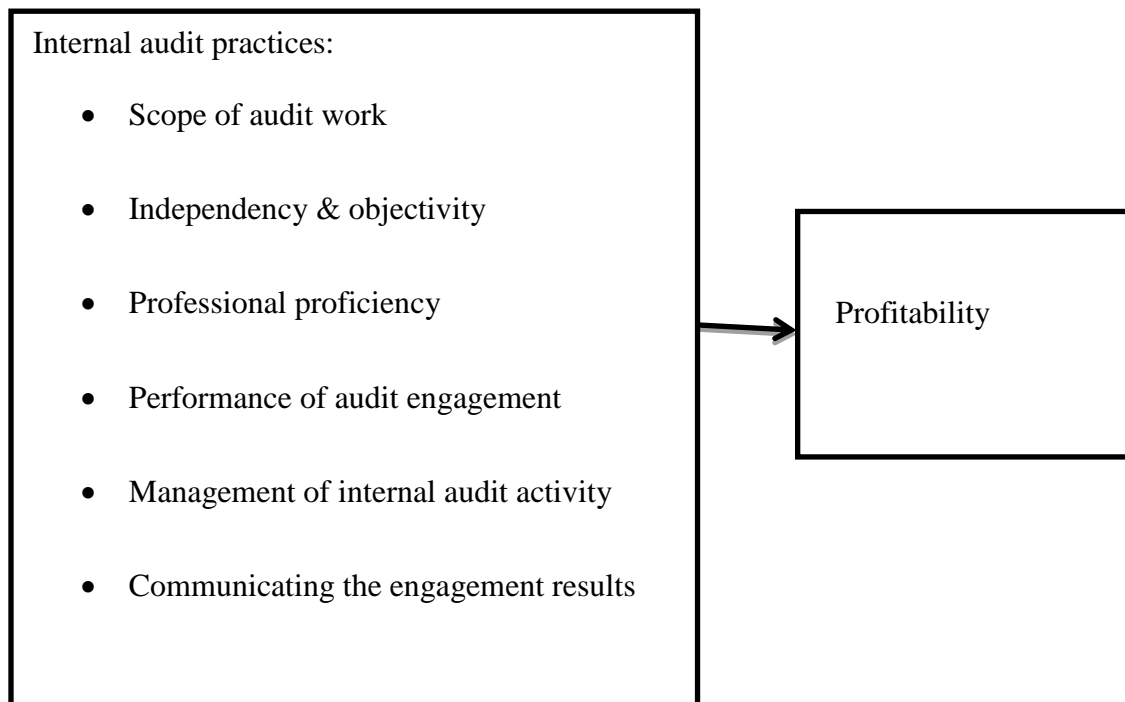 Internal audit practices:
• Scope of audit work
• Independency & objectivity
• Professional proficiency
• Performance of audit engagement
• Management of internal audit activity
• Communicating the engagement results
Profitability